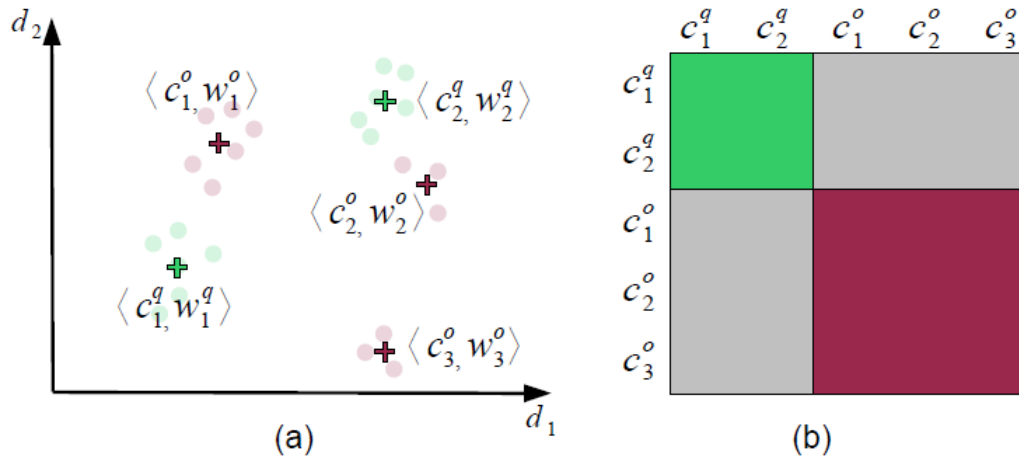 d₂
⟨c₁ᵒ, w₁ᵒ⟩
⟨c₂𐞥, w₂𐞥⟩
⟨c₂ᵒ, w₂ᵒ⟩
⟨c₁𐞥, w₁𐞥⟩
⟨c₃ᵒ, w₃ᵒ⟩
d₁
(a)
c₁𐞥 c₂𐞥 c₁ᵒ c₂ᵒ c₃ᵒ
c₁𐞥
c₂𐞥
c₁ᵒ
c₂ᵒ
c₃ᵒ
(b)